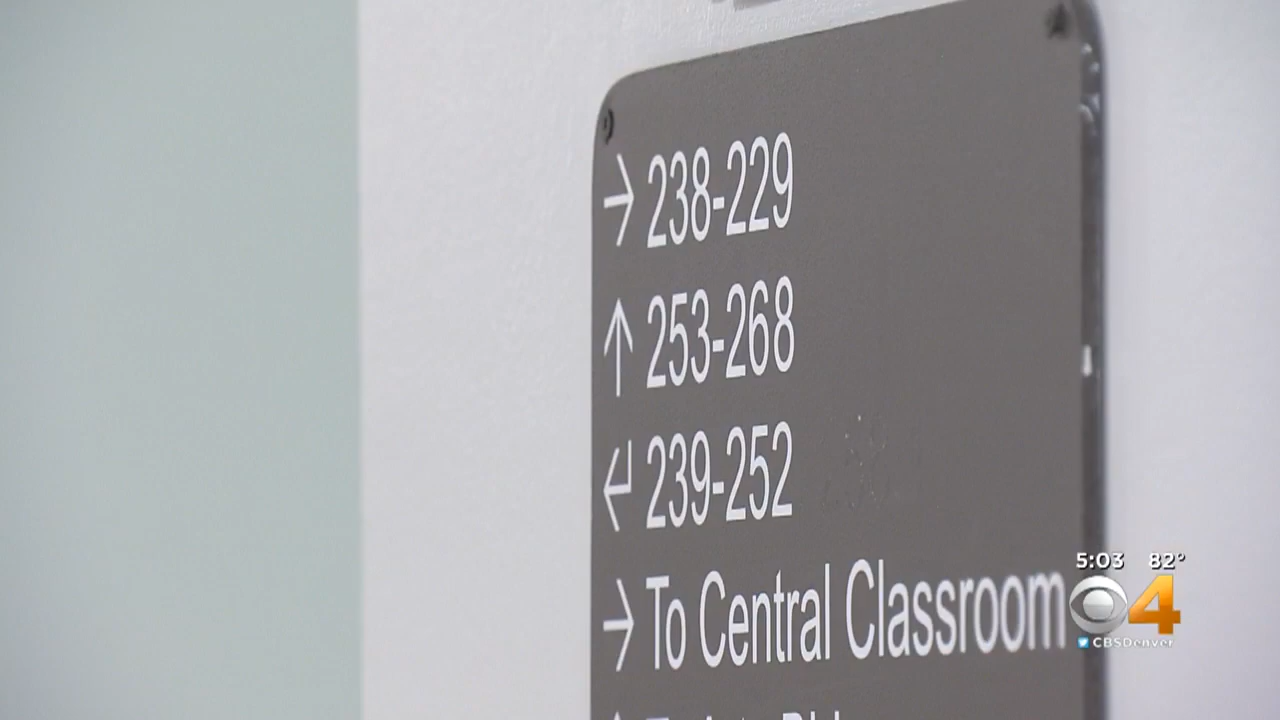 → 238-229
↑ 253-268
↲ 239-252
→ To Central Classroom
5:03 82°
4
CBSDenver